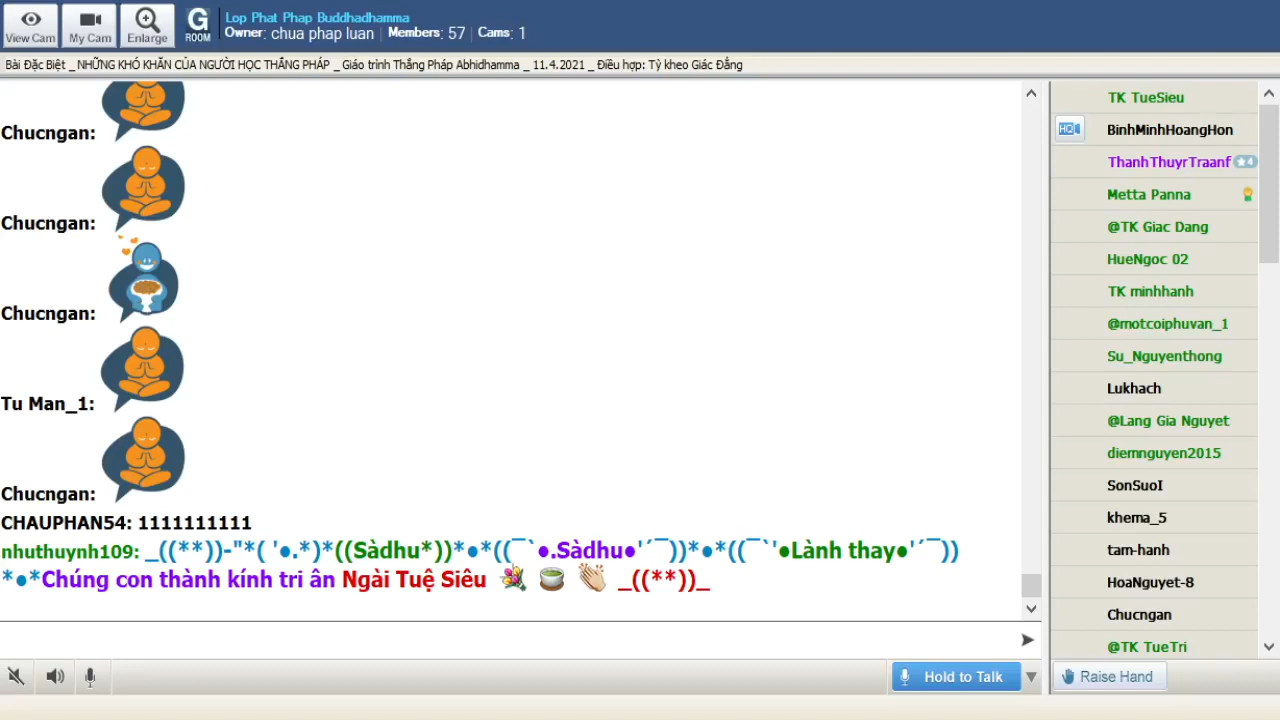 View Cam
My Cam
Enlarge
G
ROOM
Lop Phat Phap Buddhadhamma
Owner: chua phap luan | Members: 57 | Cams: 1
Bài Đặc Biệt _ NHỮNG KHÓ KHĂN CỦA NGƯỜI HỌC THẮNG PHÁP _ Giáo trình Thắng Pháp Abhidhamma _ 11.4.2021 _ Điều hợp: Tỳ kheo Giác Đẳng
Chucngan:
Chucngan:
Chucngan:
Tu Man_1:
Chucngan:
CHAUPHAN54: 1111111111
nhuthuynh109: _((**))-"*( '●.*)*((Sàdhu*))*●*((¯`●.Sàdhu●'´¯))*●*((¯`'●Lành thay●'´¯))
*●*Chúng con thành kính tri ân Ngài Tuệ Siêu 💐 🍵 👏 _((**))_
Hold to Talk
TK TueSieu
HQ
BinhMinhHoangHon
ThanhThuyrTraanf
★4
Metta Panna
@TK Giac Dang
HueNgoc 02
TK minhhanh
@motcoiphuvan_1
Su_Nguyenthong
Lukhach
@Lang Gia Nguyet
diemnguyen2015
SonSuoI
khema_5
tam-hanh
HoaNguyet-8
Chucngan
@TK TueTri
Raise Hand